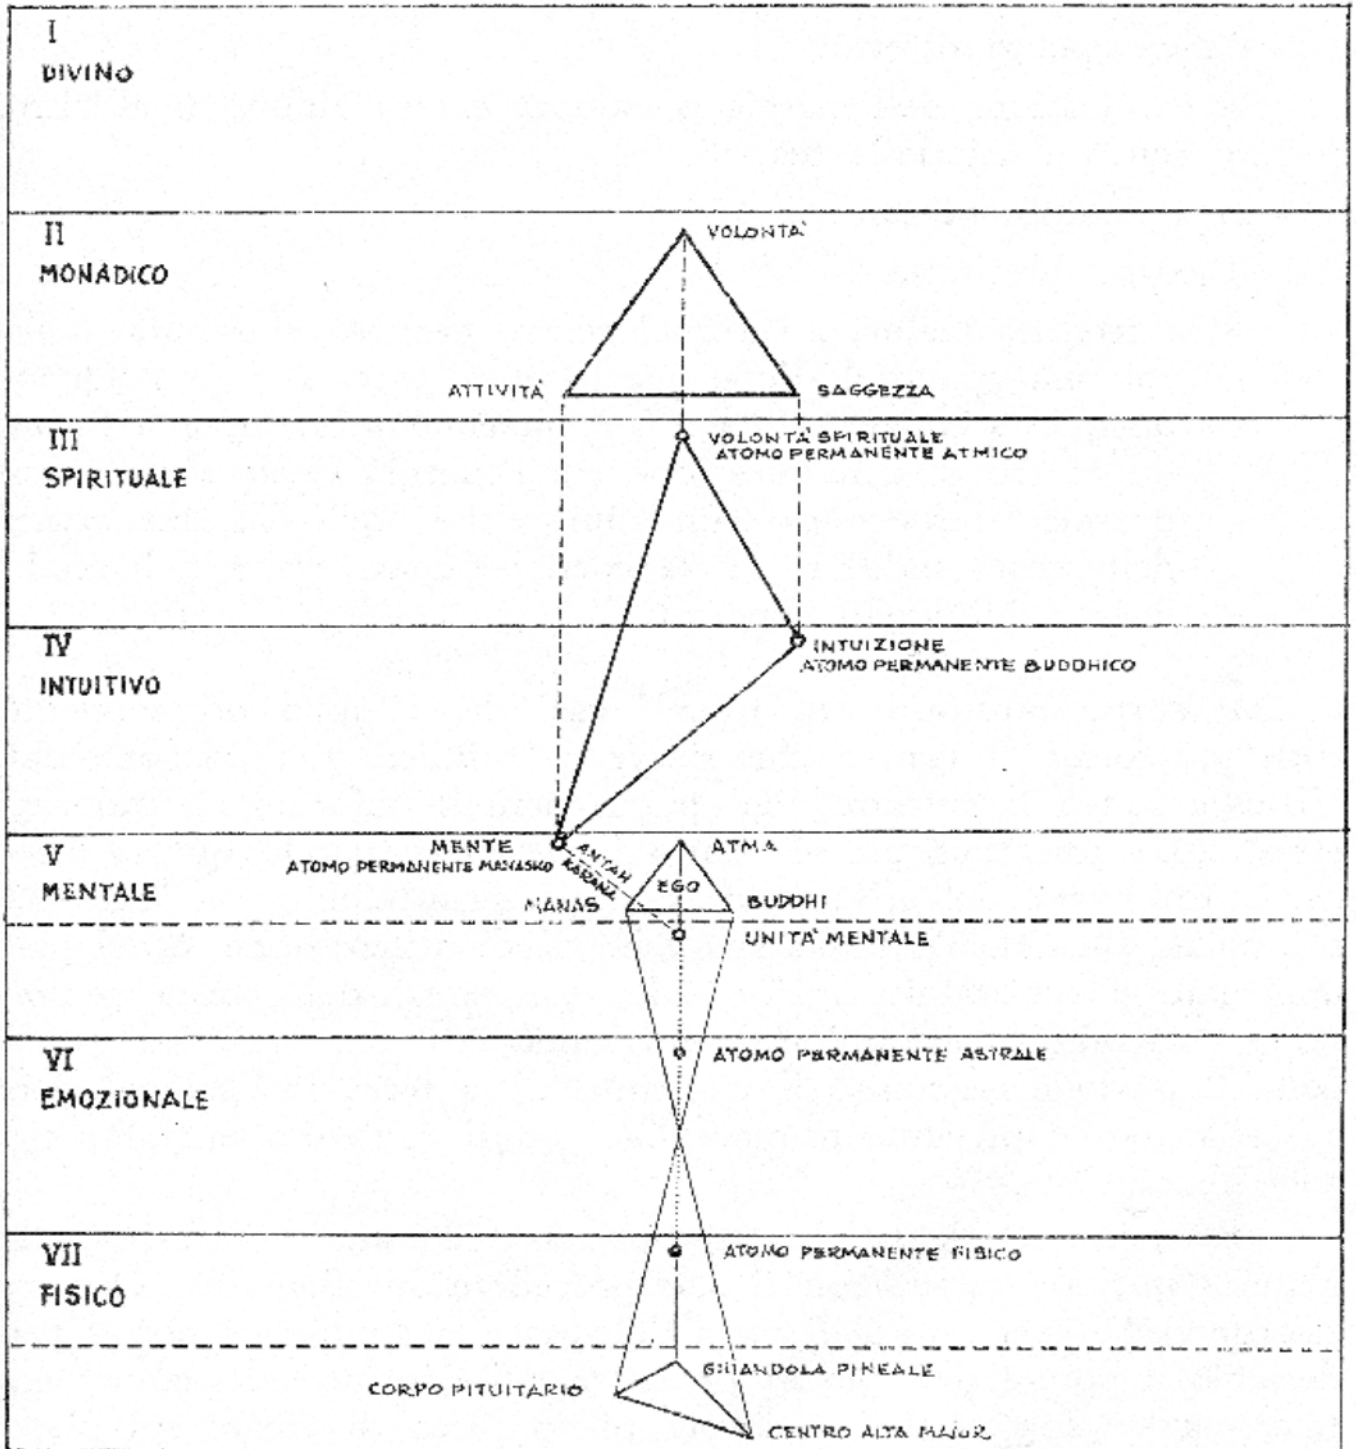 I
DIVINO
II
MONADICO
VOLONTÀ
ATTIVITÀ
SAGGEZZA
III
SPIRITUALE
VOLONTÀ SPIRITUALE
ATOMO PERMANENTE ATMICO
IV
INTUITIVO
INTUIZIONE
ATOMO PERMANENTE BUDDHICO
V
MENTALE
MENTE
ATOMO PERMANENTE MANASICO
ANTAH
KARANA
ATMA
EGO
MANAS
BUDDHI
UNITÀ MENTALE
VI
EMOZIONALE
ATOMO PERMANENTE ASTRALE
VII
FISICO
ATOMO PERMANENTE FISICO
GHIANDOLA PINEALE
CORPO PITUITARIO
CENTRO ALTA MAJOR